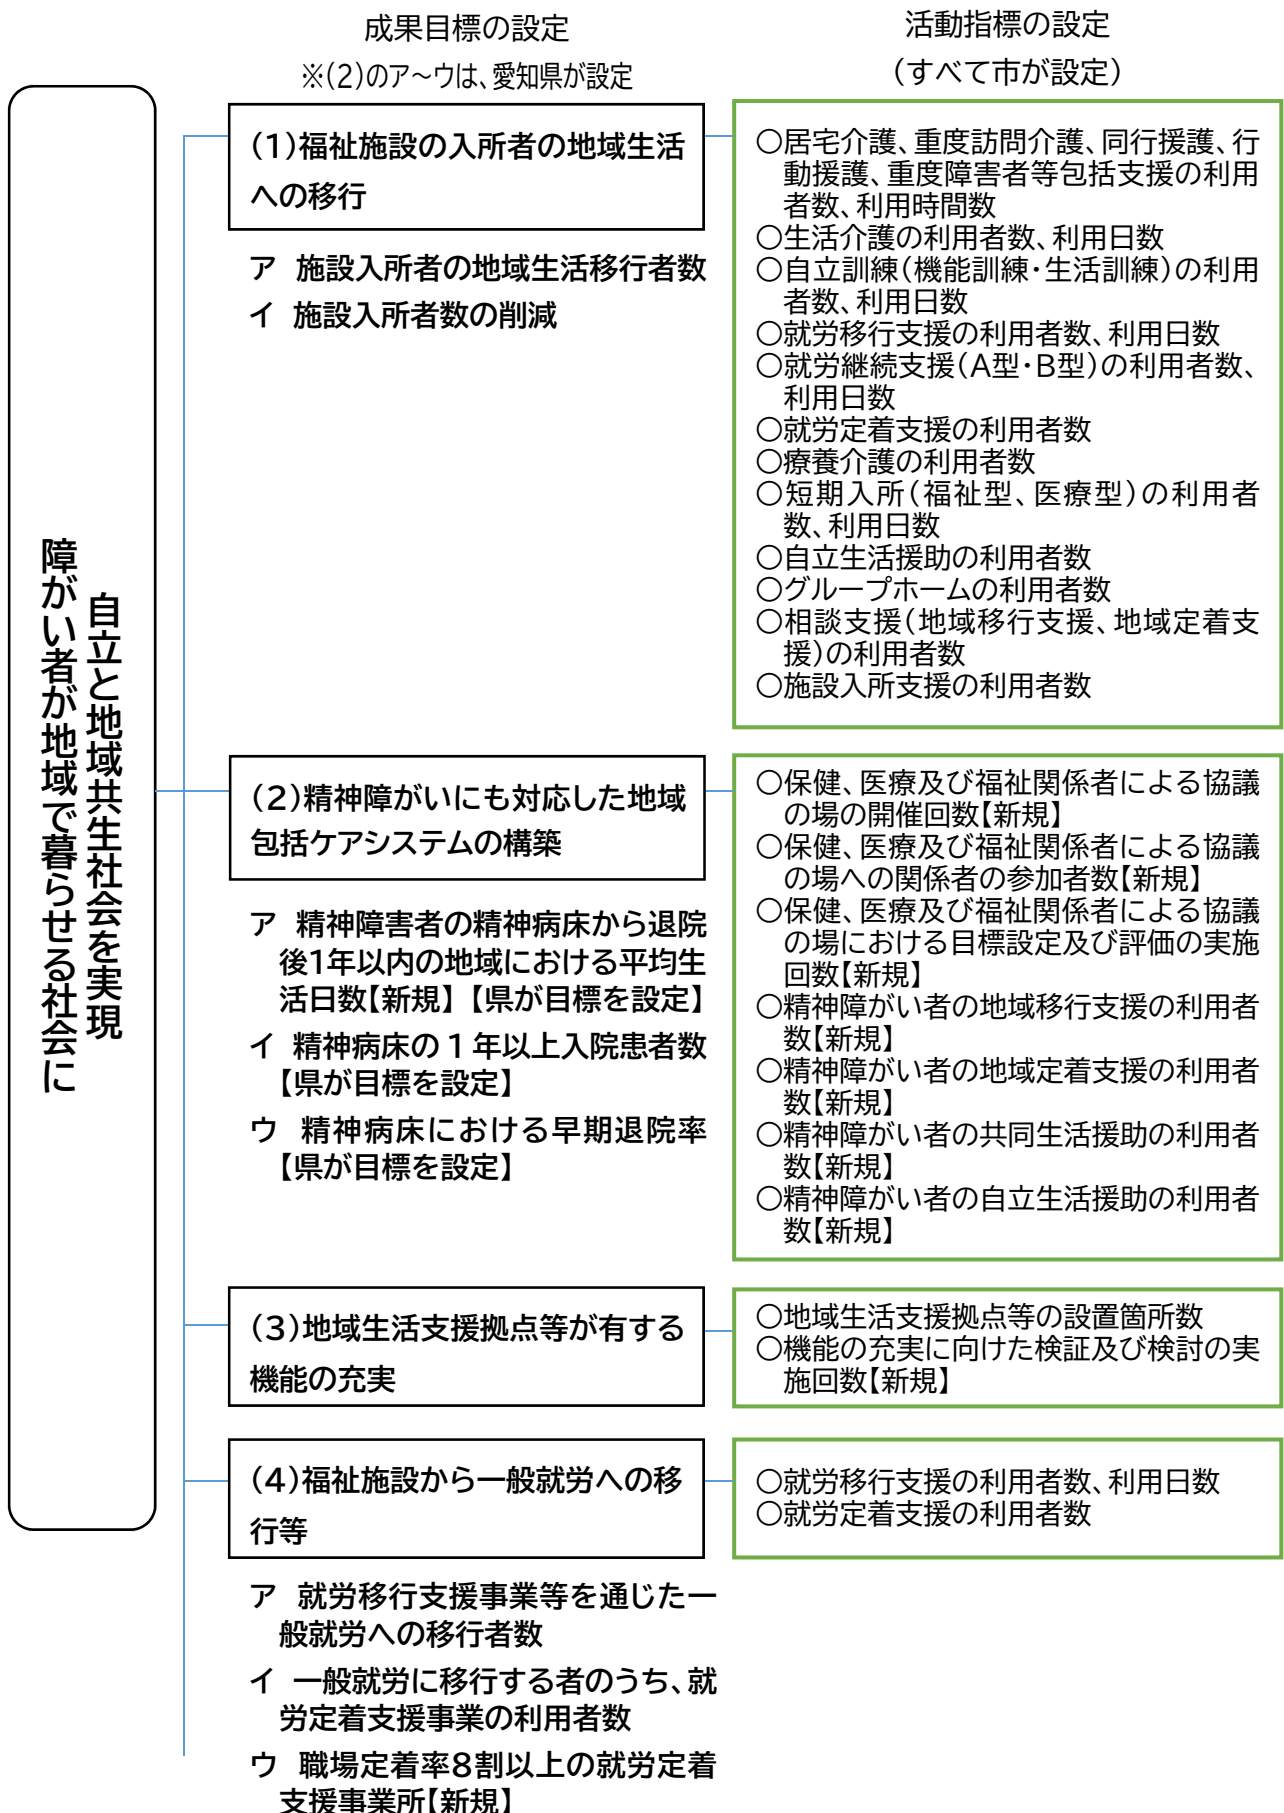 成果目標の設定
※(2)のア～ウは、愛知県が設定
活動指標の設定
(すべて市が設定)
障がい者が地域で暮らせる社会に
自立と地域共生社会を実現
(1)福祉施設の入所者の地域生活
への移行
ア 施設入所者の地域生活移行者数
イ 施設入所者数の削減
○居宅介護、重度訪問介護、同行援護、行
動援護、重度障害者等包括支援の利用
者数、利用時間数
○生活介護の利用者数、利用日数
○自立訓練(機能訓練・生活訓練)の利用
者数、利用日数
○就労移行支援の利用者数、利用日数
○就労継続支援(A型・B型)の利用者数、
利用日数
○就労定着支援の利用者数
○療養介護の利用者数
○短期入所(福祉型、医療型)の利用者
数、利用日数
○自立生活援助の利用者数
○グループホームの利用者数
○相談支援(地域移行支援、地域定着支
援)の利用者数
○施設入所支援の利用者数
(2)精神障がいにも対応した地域
包括ケアシステムの構築
ア 精神障害者の精神病床から退院
後1年以内の地域における平均生
活日数【新規】【県が目標を設定】
イ 精神病床の1年以上入院患者数
【県が目標を設定】
ウ 精神病床における早期退院率
【県が目標を設定】
○保健、医療及び福祉関係者による協議
の場の開催回数【新規】
○保健、医療及び福祉関係者による協議
の場への関係者の参加者数【新規】
○保健、医療及び福祉関係者による協議
の場における目標設定及び評価の実施
回数【新規】
○精神障がい者の地域移行支援の利用者
数【新規】
○精神障がい者の地域定着支援の利用者
数【新規】
○精神障がい者の共同生活援助の利用者
数【新規】
○精神障がい者の自立生活援助の利用者
数【新規】
(3)地域生活支援拠点等が有する
機能の充実
○地域生活支援拠点等の設置箇所数
○機能の充実に向けた検証及び検討の実
施回数【新規】
(4)福祉施設から一般就労への移
行等
ア 就労移行支援事業等を通じた一
般就労への移行者数
イ 一般就労に移行する者のうち、就
労定着支援事業の利用者数
ウ 職場定着率8割以上の就労定着
支援事業所【新規】
○就労移行支援の利用者数、利用日数
○就労定着支援の利用者数